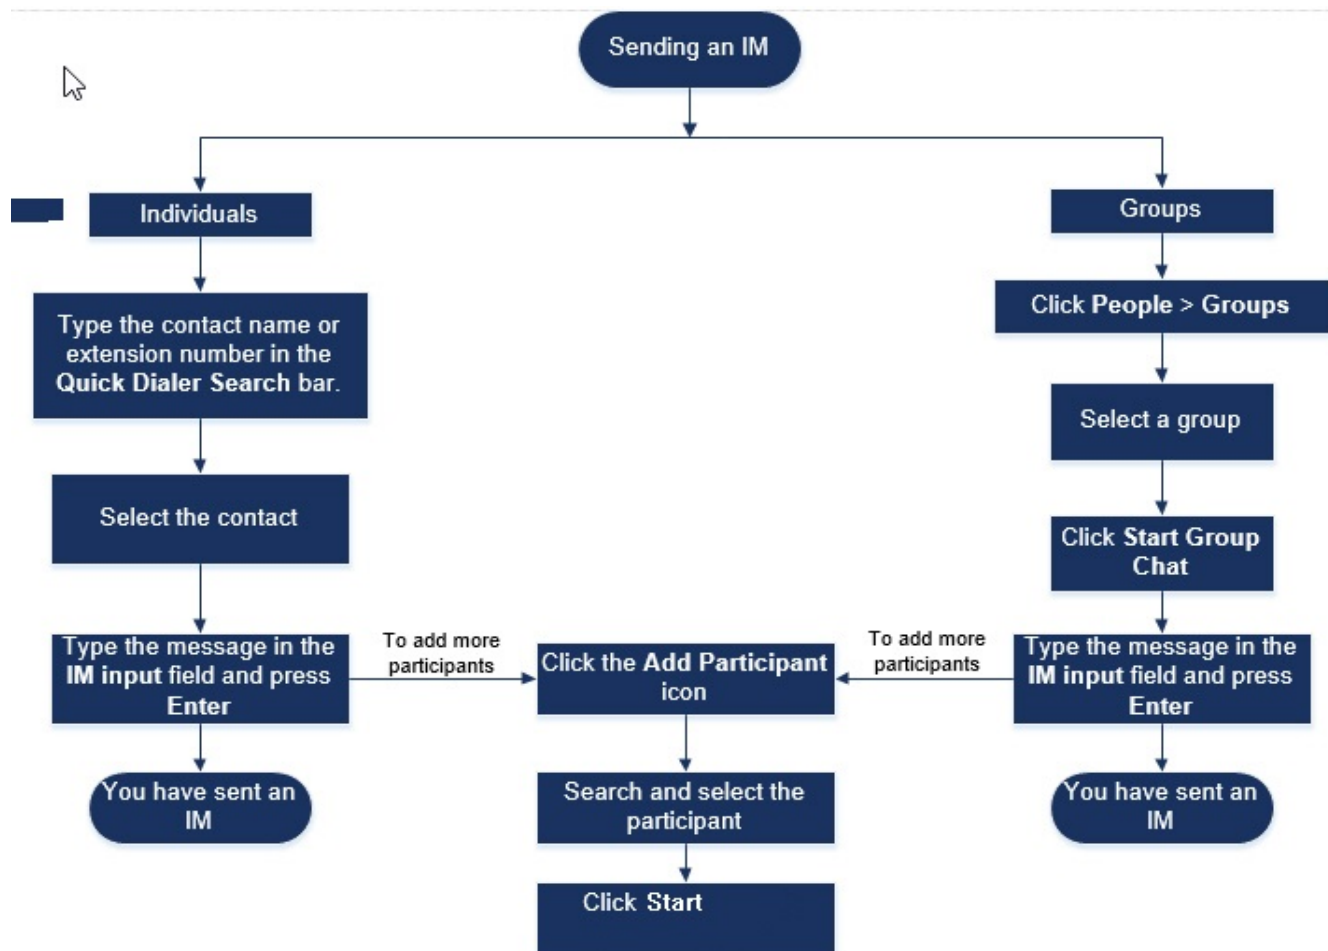 Sending an IM
Individuals
Groups
Type the contact name or
extension number in the
Quick Dialer Search bar.
Click People > Groups
Select the contact
Select a group
Click Start Group
Chat
Type the message in the
IM input field and press
Enter
To add more
participants
Click the Add Participant
icon
To add more
participants
Type the message in the
IM input field and press
Enter
You have sent an
IM
Search and select the
participant
You have sent an
IM
Click Start